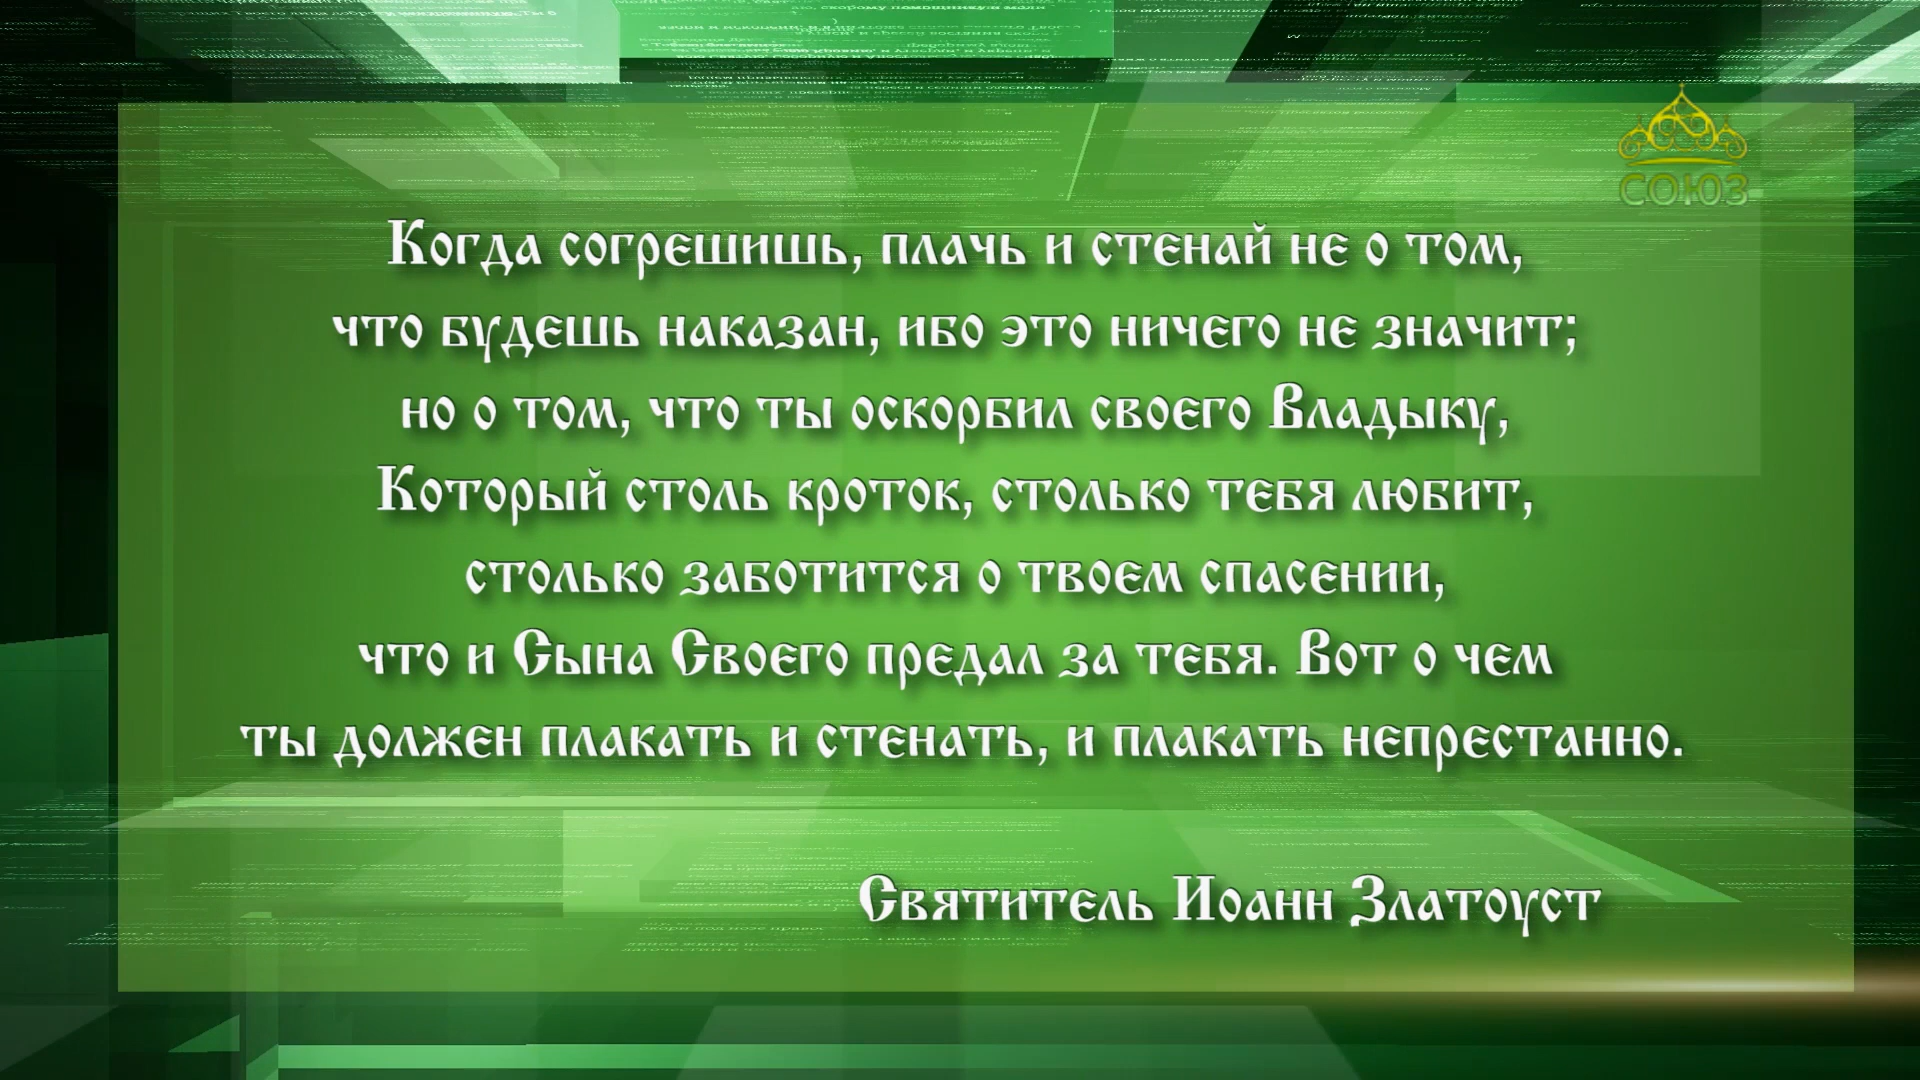 СОЮЗ
Когда согрешишь, плачь и стенай не о том,
что будешь наказан, ибо это ничего не значит;
но о том, что ты оскорбил своего Владыку,
Который столь кроток, столько тебя любит,
столько заботится о твоем спасении,
что и Сына Своего предал за тебя. Вот о чем
ты должен плакать и стенать, и плакать непрестанно.
Святитель Иоанн Златоуст